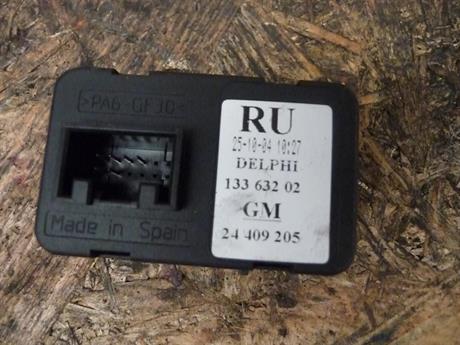 >PA6-GF30<
Made in Spain
RU
25-10-04 10:27
DELPHI
133 632 02
GM
24 409 205